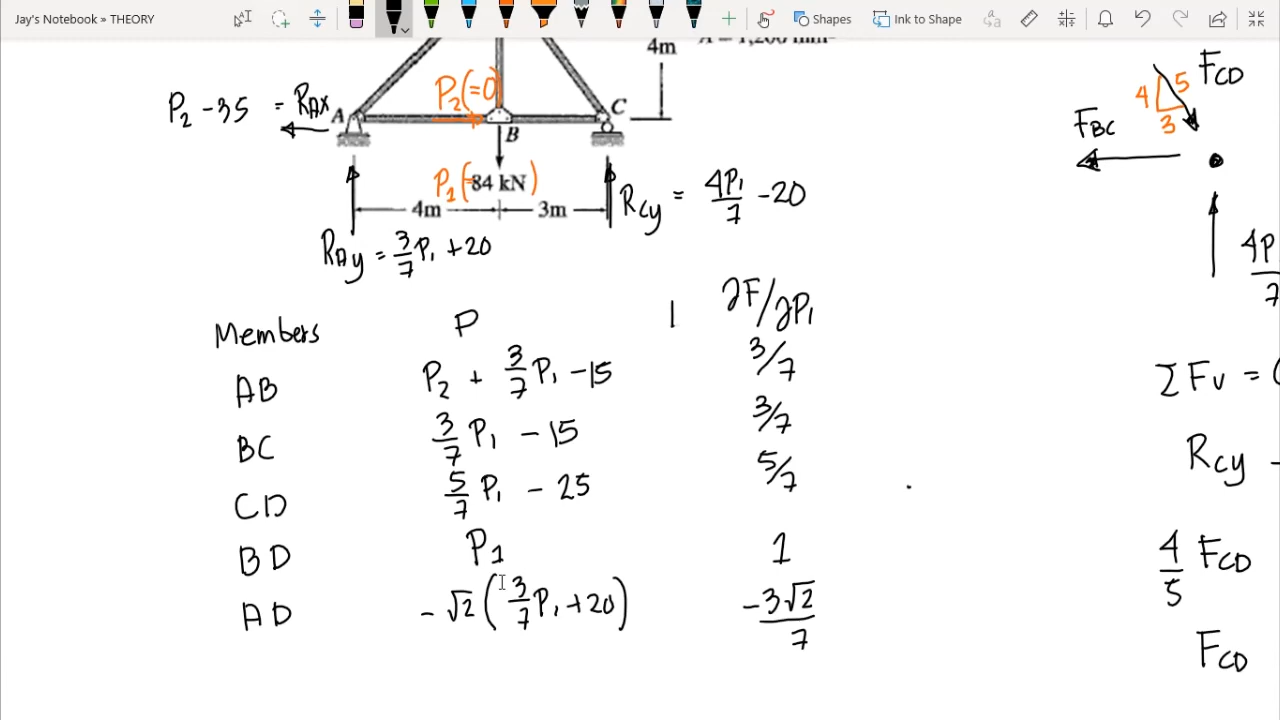 Jay's Notebook » THEORY
Shapes
Ink to Shape
4m
P₂ - 35 = RAX
A
P₂(=0)
C
B
P₁(=84 kN)
4m
3m
RCy = 4P₁/7 - 20
RAy = 3/7 P₁ + 20
Members P l ∂F/∂P₁
AB P₂ + 3/7 P₁ - 15 3/7
BC 3/7 P₁ - 15 3/7
CD 5/7 P₁ - 25 5/7
BD P₁ 1
AD -√2 (3/7 P₁ + 20) -3√2/7
FCD
4 5
3
FBC
4P
7
ΣFv =
RCy
4/5 FCD
FCD